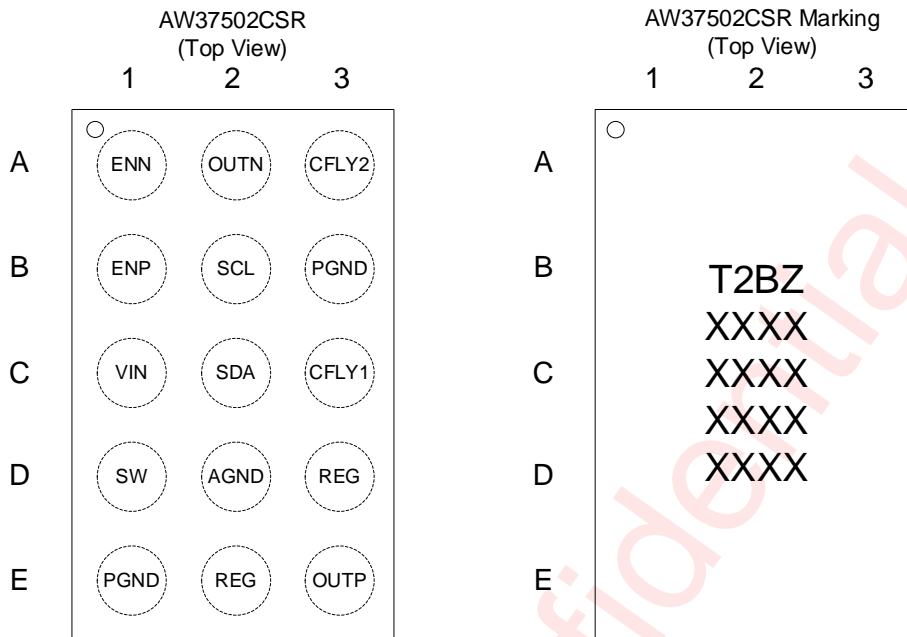 AW37502CSR
(Top View)
1 2 3
A ENN OUTN CFLY2
B ENP SCL PGND
C VIN SDA CFLY1
D SW AGND REG
E PGND REG OUTP
AW37502CSR Marking
(Top View)
1 2 3
A
B
C
D
E
T2BZ
XXXX
XXXX
XXXX
XXXX
fidential